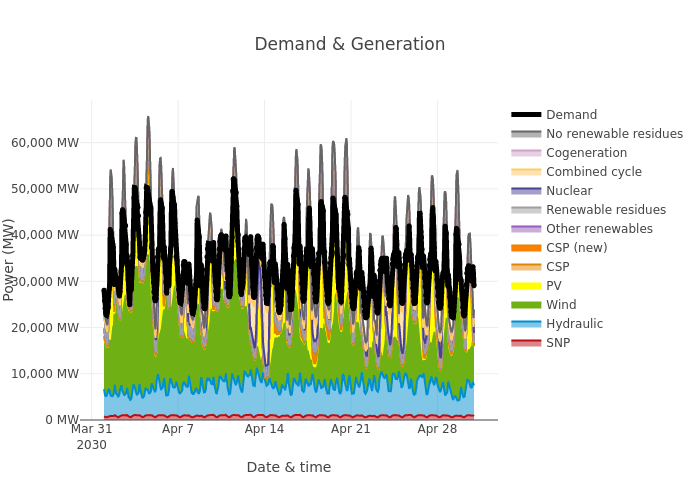 Demand & Generation
60,000 MW
50,000 MW
40,000 MW
30,000 MW
20,000 MW
10,000 MW
0 MW
Power (MW)
Mar 31
2030
Apr 7
Apr 14
Apr 21
Apr 28
Date & time
Demand
No renewable residues
Cogeneration
Combined cycle
Nuclear
Renewable residues
Other renewables
CSP (new)
CSP
PV
Wind
Hydraulic
SNP